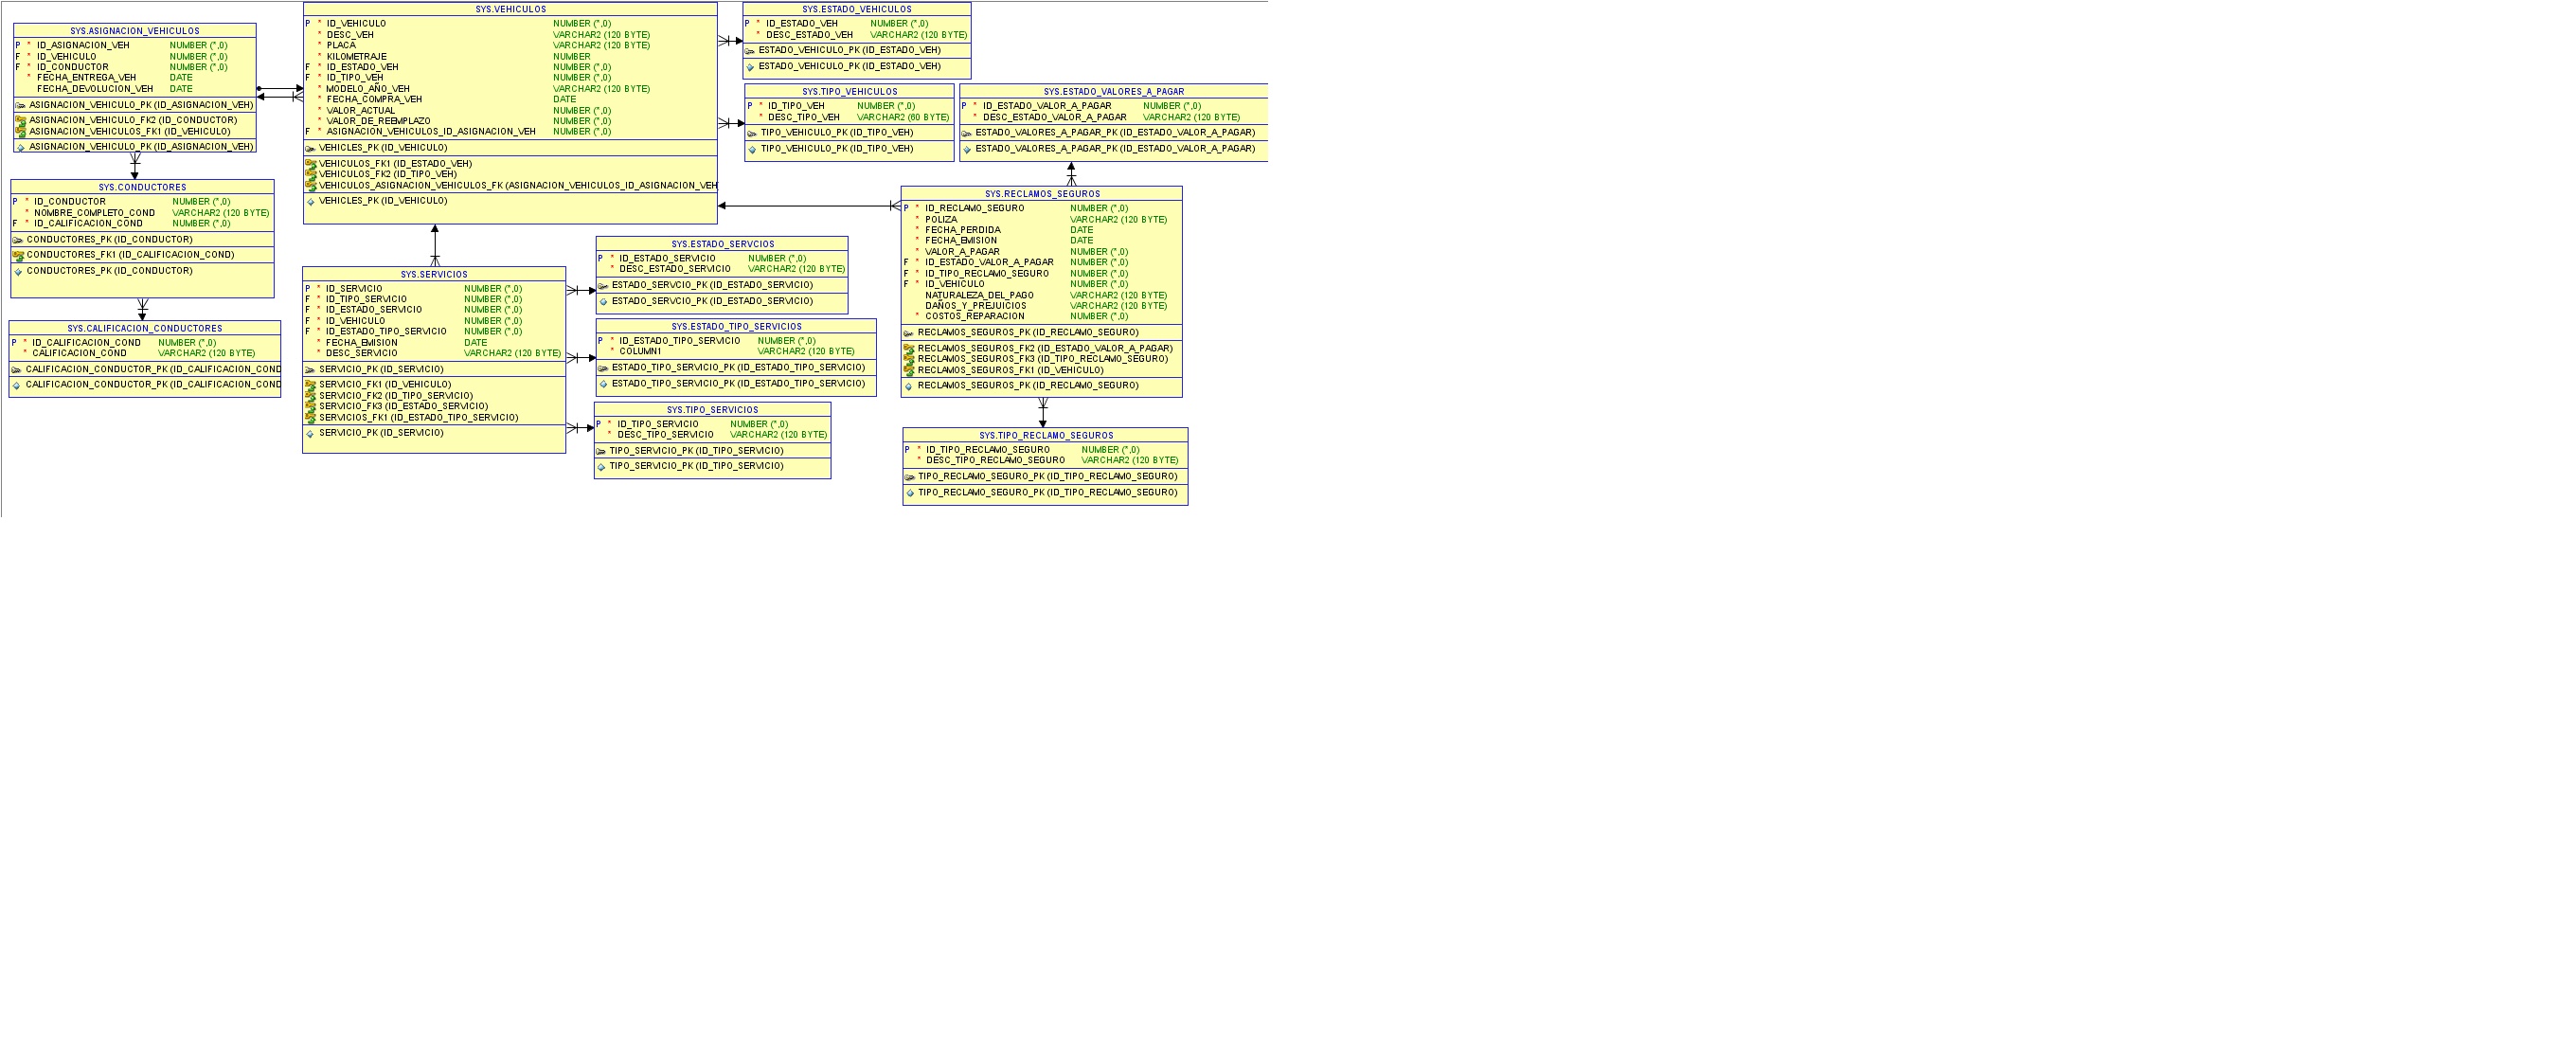 SYS.ASIGNACION_VEHICULOS
P * ID_ASIGNACION_VEH NUMBER (*,0)
F * ID_VEHICULO NUMBER (*,0)
F * ID_CONDUCTOR NUMBER (*,0)
* FECHA_ENTREGA_VEH DATE
FECHA_DEVOLUCION_VEH DATE
ASIGNACION_VEHICULO_PK (ID_ASIGNACION_VEH)
ASIGNACION_VEHICULO_FK2 (ID_CONDUCTOR)
ASIGNACION_VEHICULOS_FK1 (ID_VEHICULO)
ASIGNACION_VEHICULO_PK (ID_ASIGNACION_VEH)
SYS.CONDUCTORES
P * ID_CONDUCTOR NUMBER (*,0)
* NOMBRE_COMPLETO_COND VARCHAR2 (120 BYTE)
F * ID_CALIFICACION_COND NUMBER (*,0)
CONDUCTORES_PK (ID_CONDUCTOR)
CONDUCTORES_FK1 (ID_CALIFICACION_COND)
CONDUCTORES_PK (ID_CONDUCTOR)
SYS.CALIFICACION_CONDUCTORES
P * ID_CALIFICACION_COND NUMBER (*,0)
* CALIFICACION_COND VARCHAR2 (120 BYTE)
CALIFICACION_CONDUCTOR_PK (ID_CALIFICACION_COND
CALIFICACION_CONDUCTOR_PK (ID_CALIFICACION_COND
SYS.VEHICULOS
P * ID_VEHICULO NUMBER (*,0)
* DESC_VEH VARCHAR2 (120 BYTE)
* PLACA VARCHAR2 (120 BYTE)
* KILOMETRAJE NUMBER
F * ID_ESTADO_VEH NUMBER (*,0)
F * ID_TIPO_VEH NUMBER (*,0)
* MODELO_AÑO_VEH VARCHAR2 (120 BYTE)
* FECHA_COMPRA_VEH DATE
* VALOR_ACTUAL NUMBER (*,0)
* VALOR_DE_REEMPLAZO NUMBER (*,0)
F * ASIGNACION_VEHICULOS_ID_ASIGNACION_VEH NUMBER (*,0)
VEHICLES_PK (ID_VEHICULO)
VEHICULOS_FK1 (ID_ESTADO_VEH)
VEHICULOS_FK2 (ID_TIPO_VEH)
VEHICULOS_ASIGNACION_VEHICULOS_FK (ASIGNACION_VEHICULOS_ID_ASIGNACION_VEH
VEHICLES_PK (ID_VEHICULO)
SYS.SERVICIOS
P * ID_SERVICIO NUMBER (*,0)
F * ID_TIPO_SERVICIO NUMBER (*,0)
F * ID_ESTADO_SERVICIO NUMBER (*,0)
F * ID_VEHICULO NUMBER (*,0)
F * ID_ESTADO_TIPO_SERVICIO NUMBER (*,0)
* FECHA_EMISION DATE
* DESC_SERVICIO VARCHAR2 (120 BYTE)
SERVICIO_PK (ID_SERVICIO)
SERVICIO_FK1 (ID_VEHICULO)
SERVICIO_FK2 (ID_TIPO_SERVICIO)
SERVICIO_FK3 (ID_ESTADO_SERVICIO)
SERVICIOS_FK1 (ID_ESTADO_TIPO_SERVICIO)
SERVICIO_PK (ID_SERVICIO)
SYS.ESTADO_SERVCIOS
P * ID_ESTADO_SERVICIO NUMBER (*,0)
* DESC_ESTADO_SERVICIO VARCHAR2 (120 BYTE)
ESTADO_SERVCIO_PK (ID_ESTADO_SERVICIO)
ESTADO_SERVCIO_PK (ID_ESTADO_SERVICIO)
SYS.ESTADO_TIPO_SERVICIOS
P * ID_ESTADO_TIPO_SERVICIO NUMBER (*,0)
* COLUMN1 VARCHAR2 (120 BYTE)
ESTADO_TIPO_SERVICIO_PK (ID_ESTADO_TIPO_SERVICIO)
ESTADO_TIPO_SERVICIO_PK (ID_ESTADO_TIPO_SERVICIO)
SYS.TIPO_SERVICIOS
P * ID_TIPO_SERVICIO NUMBER (*,0)
* DESC_TIPO_SERVICIO VARCHAR2 (120 BYTE)
TIPO_SERVICIO_PK (ID_TIPO_SERVICIO)
TIPO_SERVICIO_PK (ID_TIPO_SERVICIO)
SYS.ESTADO_VEHICULOS
P * ID_ESTADO_VEH NUMBER (*,0)
* DESC_ESTADO_VEH VARCHAR2 (120 BYTE)
ESTADO_VEHICULO_PK (ID_ESTADO_VEH)
ESTADO_VEHICULO_PK (ID_ESTADO_VEH)
SYS.TIPO_VEHICULOS
P * ID_TIPO_VEH NUMBER (*,0)
* DESC_TIPO_VEH VARCHAR2 (60 BYTE)
TIPO_VEHICULO_PK (ID_TIPO_VEH)
TIPO_VEHICULO_PK (ID_TIPO_VEH)
SYS.ESTADO_VALORES_A_PAGAR
P * ID_ESTADO_VALOR_A_PAGAR NUMBER (*,0)
* DESC_ESTADO_VALOR_A_PAGAR VARCHAR2 (120 BYTE)
ESTADO_VALORES_A_PAGAR_PK (ID_ESTADO_VALOR_A_PAGAR)
ESTADO_VALORES_A_PAGAR_PK (ID_ESTADO_VALOR_A_PAGAR)
SYS.RECLAMOS_SEGUROS
P * ID_RECLAMO_SEGURO NUMBER (*,0)
* POLIZA VARCHAR2 (120 BYTE)
* FECHA_PERDIDA DATE
* FECHA_EMISION DATE
* VALOR_A_PAGAR NUMBER (*,0)
F * ID_ESTADO_VALOR_A_PAGAR NUMBER (*,0)
F * ID_TIPO_RECLAMO_SEGURO NUMBER (*,0)
F * ID_VEHICULO NUMBER (*,0)
NATURALEZA_DEL_PAGO VARCHAR2 (120 BYTE)
DAÑOS_Y_PREJUICIOS VARCHAR2 (120 BYTE)
* COSTOS_REPARACION NUMBER (*,0)
RECLAMOS_SEGUROS_PK (ID_RECLAMO_SEGURO)
RECLAMOS_SEGUROS_FK2 (ID_ESTADO_VALOR_A_PAGAR)
RECLAMOS_SEGUROS_FK3 (ID_TIPO_RECLAMO_SEGURO)
RECLAMOS_SEGUROS_FK1 (ID_VEHICULO)
RECLAMOS_SEGUROS_PK (ID_RECLAMO_SEGURO)
SYS.TIPO_RECLAMO_SEGUROS
P * ID_TIPO_RECLAMO_SEGURO NUMBER (*,0)
* DESC_TIPO_RECLAMO_SEGURO VARCHAR2 (120 BYTE)
TIPO_RECLAMO_SEGURO_PK (ID_TIPO_RECLAMO_SEGURO)
TIPO_RECLAMO_SEGURO_PK (ID_TIPO_RECLAMO_SEGURO)